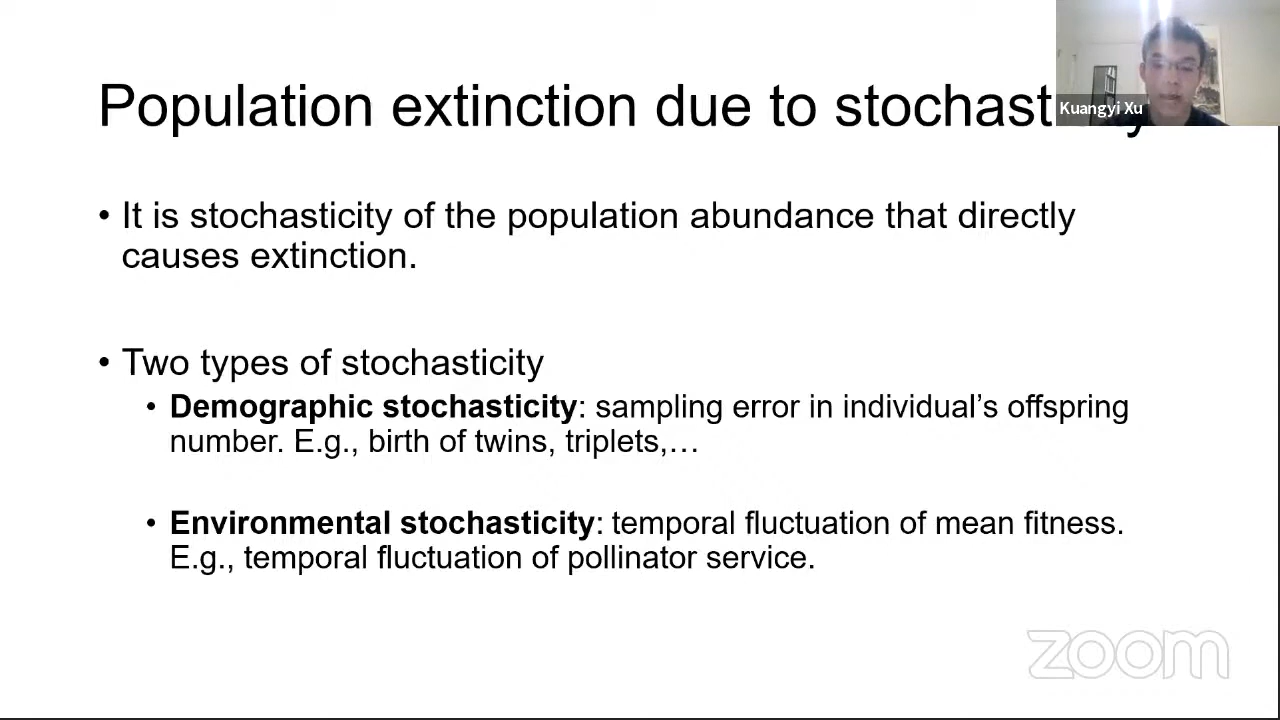 Population extinction due to
Kuangyi Xu
• It is stochasticity of the population abundance that directly
causes extinction.
• Two types of stochasticity
• Demographic stochasticity: sampling error in individual’s offspring
number. E.g., birth of twins, triplets,…
• Environmental stochasticity: temporal fluctuation of mean fitness.
E.g., temporal fluctuation of pollinator service.
zoom